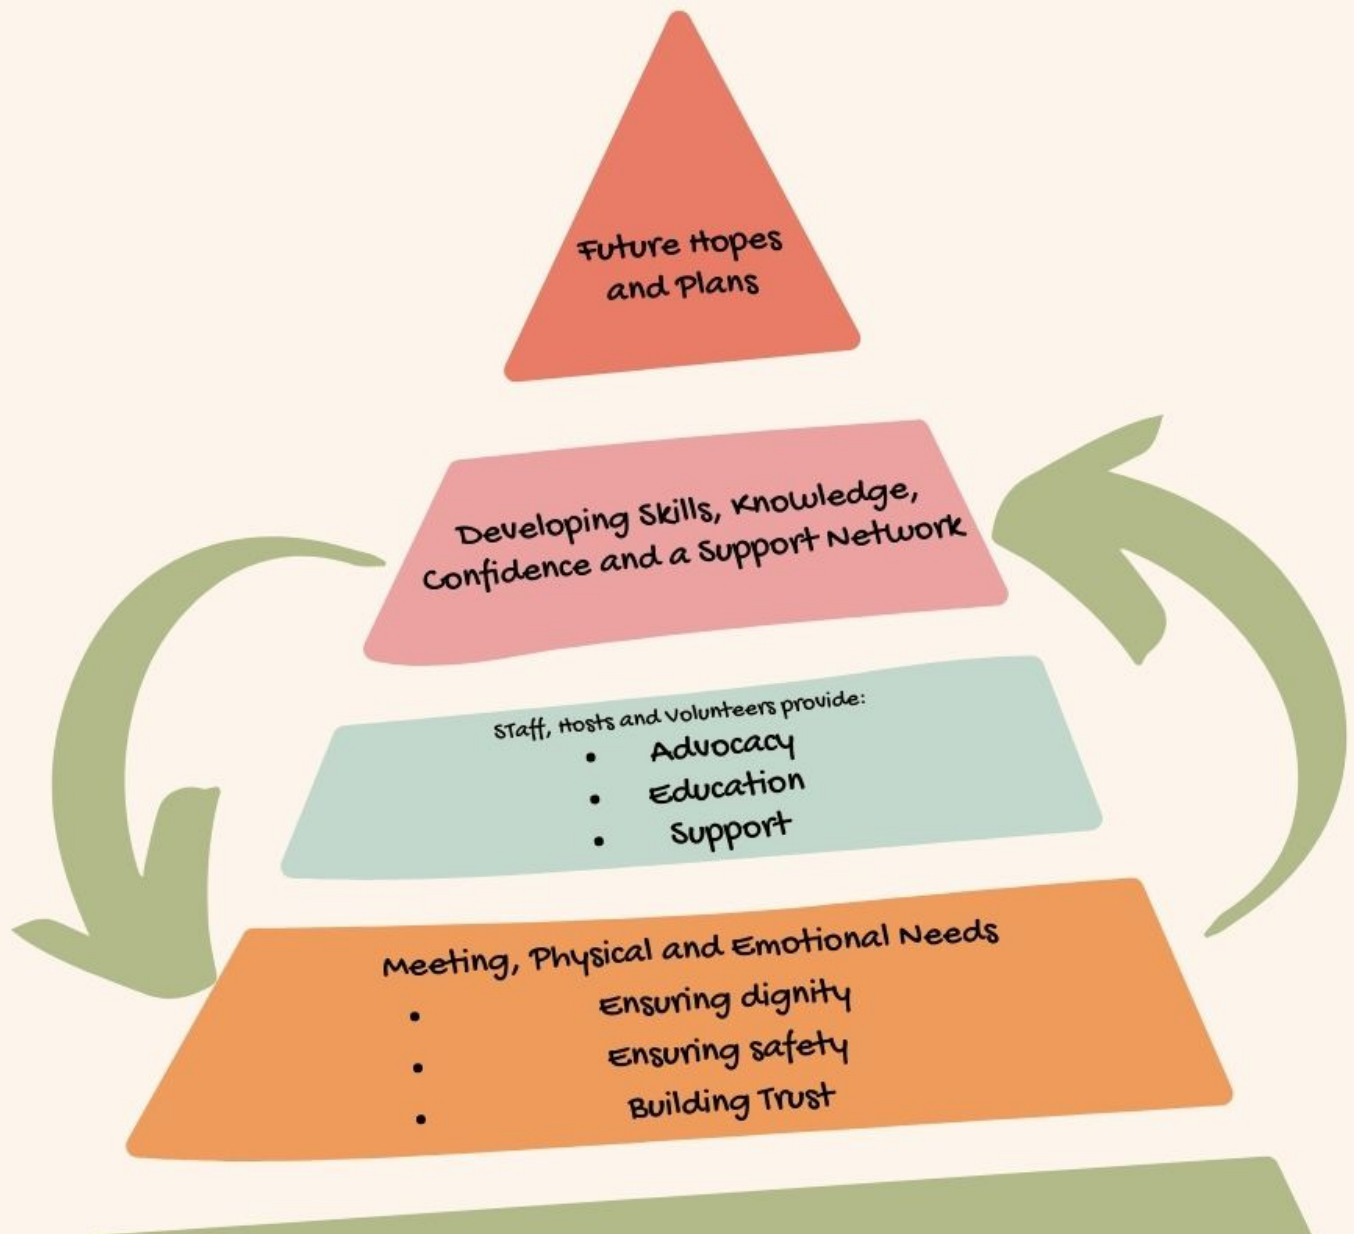 Future Hopes
and Plans
Developing Skills, Knowledge,
Confidence and a Support Network
Staff, Hosts and Volunteers provide:
• Advocacy
• Education
• Support
Meeting, Physical and Emotional Needs
• Ensuring dignity
• Ensuring safety
• Building Trust